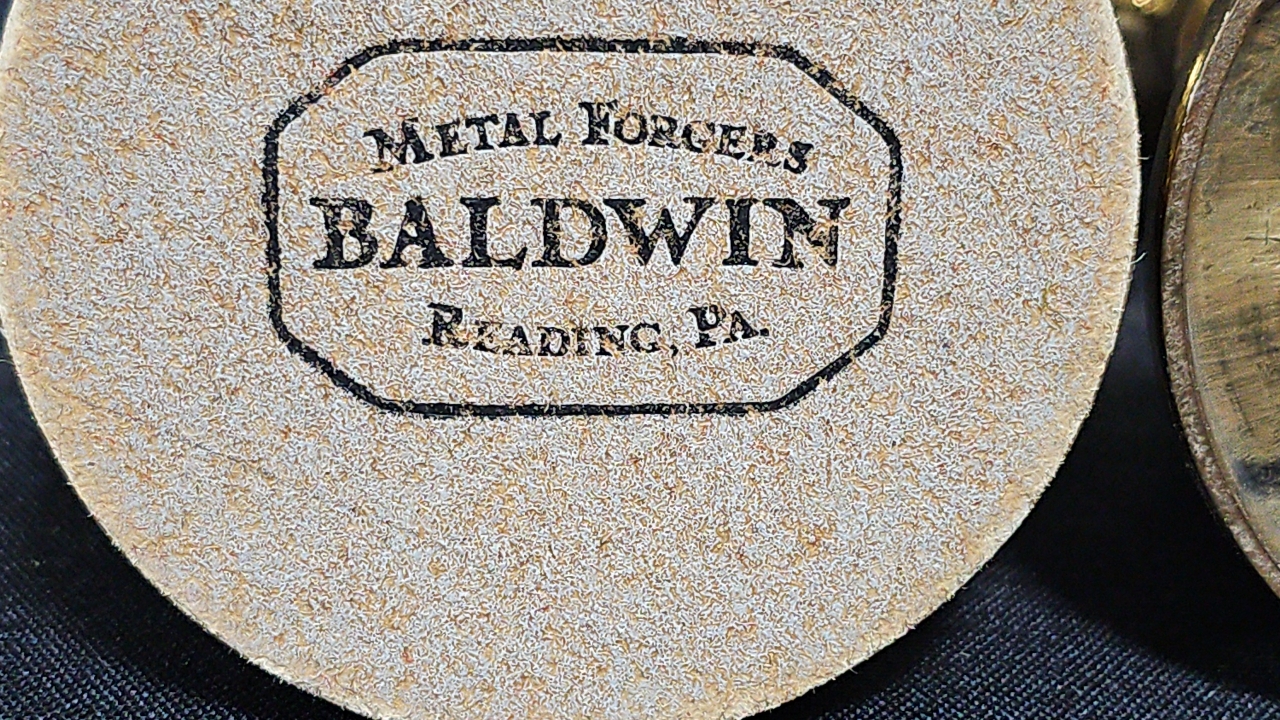 METAL FORGERS
BALDWIN
READING, PA.